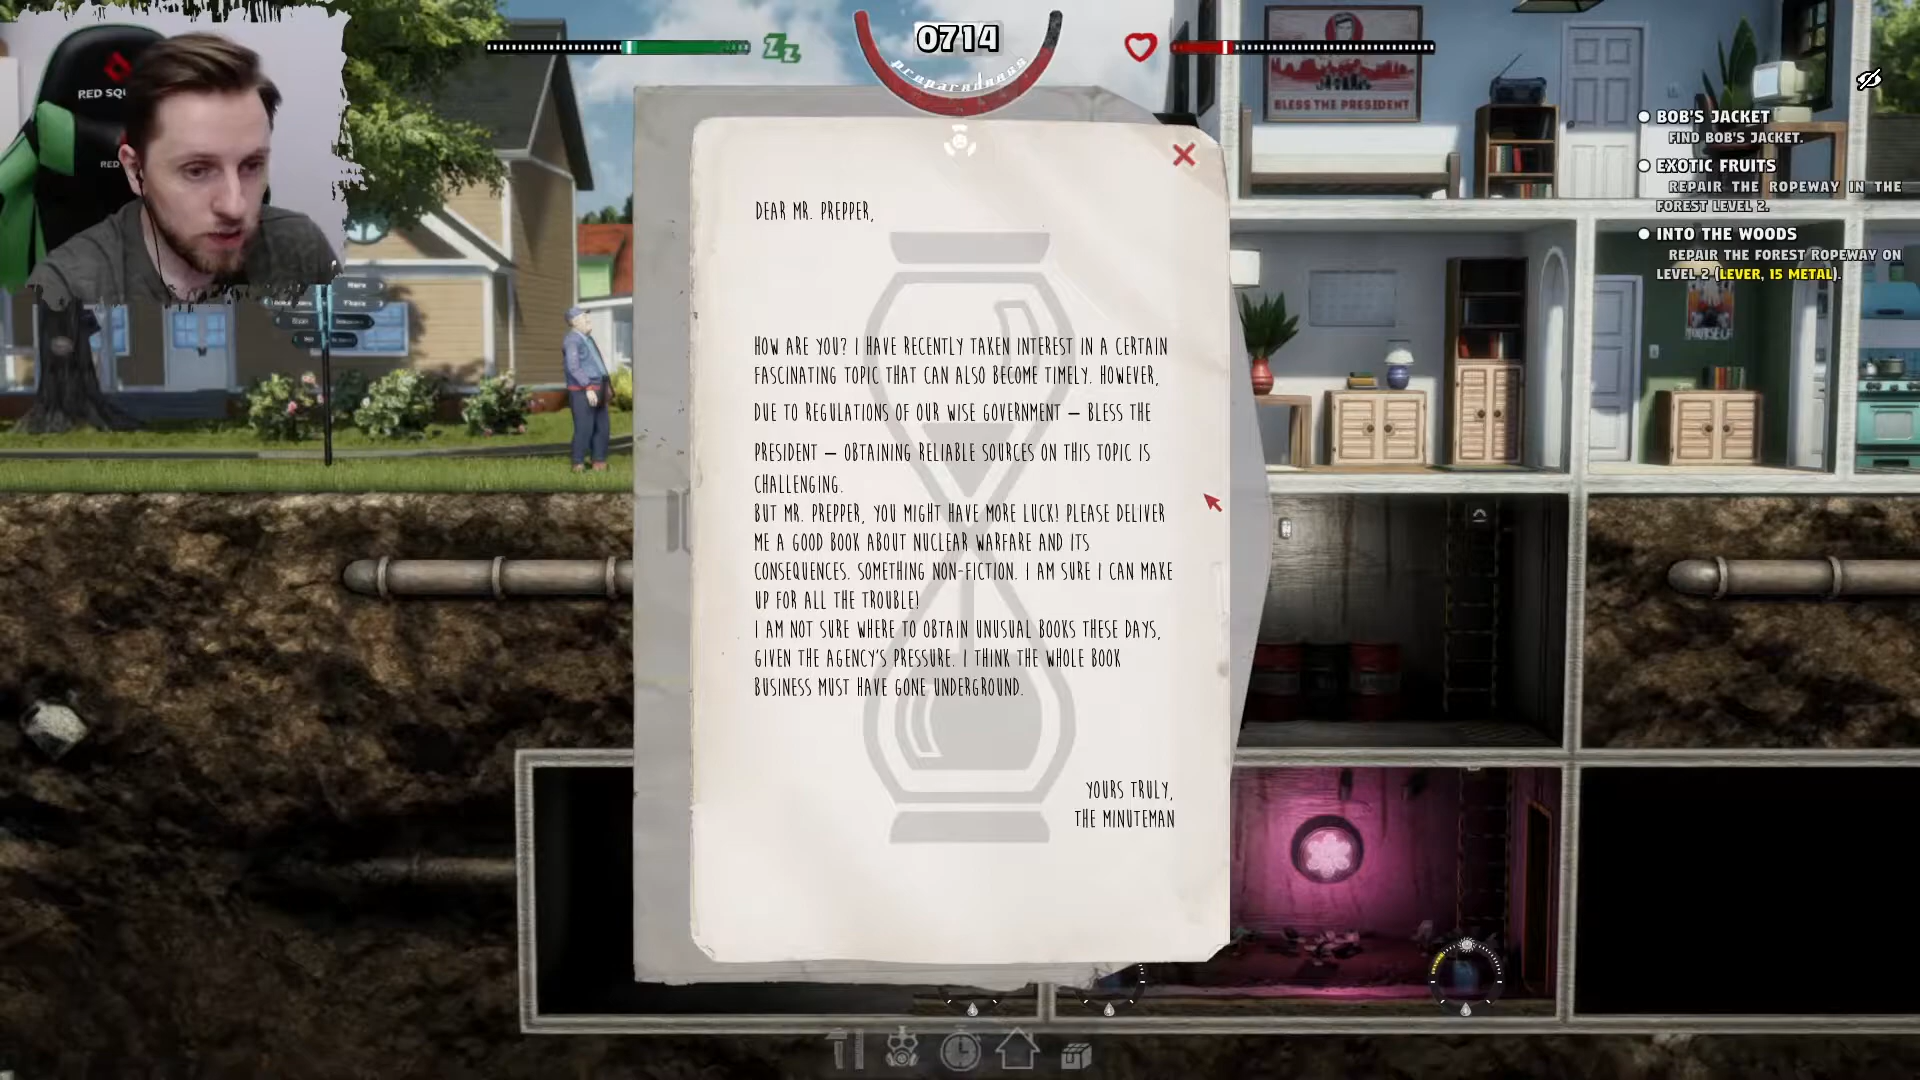 RED SQU
RED
0714
preparedness
BLESS THE PRESIDENT
BOB'S JACKET
FIND BOB'S JACKET.
EXOTIC FRUITS
REPAIR THE ROPEWAY IN THE
FOREST LEVEL 2.
INTO THE WOODS
REPAIR THE FOREST ROPEWAY ON
LEVEL 2 (LEVER, 15 METAL).
DEAR MR. PREPPER,
HOW ARE YOU? I HAVE RECENTLY TAKEN INTEREST IN A CERTAIN
FASCINATING TOPIC THAT CAN ALSO BECOME TIMELY. HOWEVER,
DUE TO REGULATIONS OF OUR WISE GOVERNMENT – BLESS THE
PRESIDENT – OBTAINING RELIABLE SOURCES ON THIS TOPIC IS
CHALLENGING.
BUT MR. PREPPER, YOU MIGHT HAVE MORE LUCK! PLEASE DELIVER
ME A GOOD BOOK ABOUT NUCLEAR WARFARE AND ITS
CONSEQUENCES. SOMETHING NON-FICTION. I AM SURE I CAN MAKE
UP FOR ALL THE TROUBLE!
I AM NOT SURE WHERE TO OBTAIN UNUSUAL BOOKS THESE DAYS,
GIVEN THE AGENCY'S PRESSURE. I THINK THE WHOLE BOOK
BUSINESS MUST HAVE GONE UNDERGROUND.
YOURS TRULY,
THE MINUTEMAN